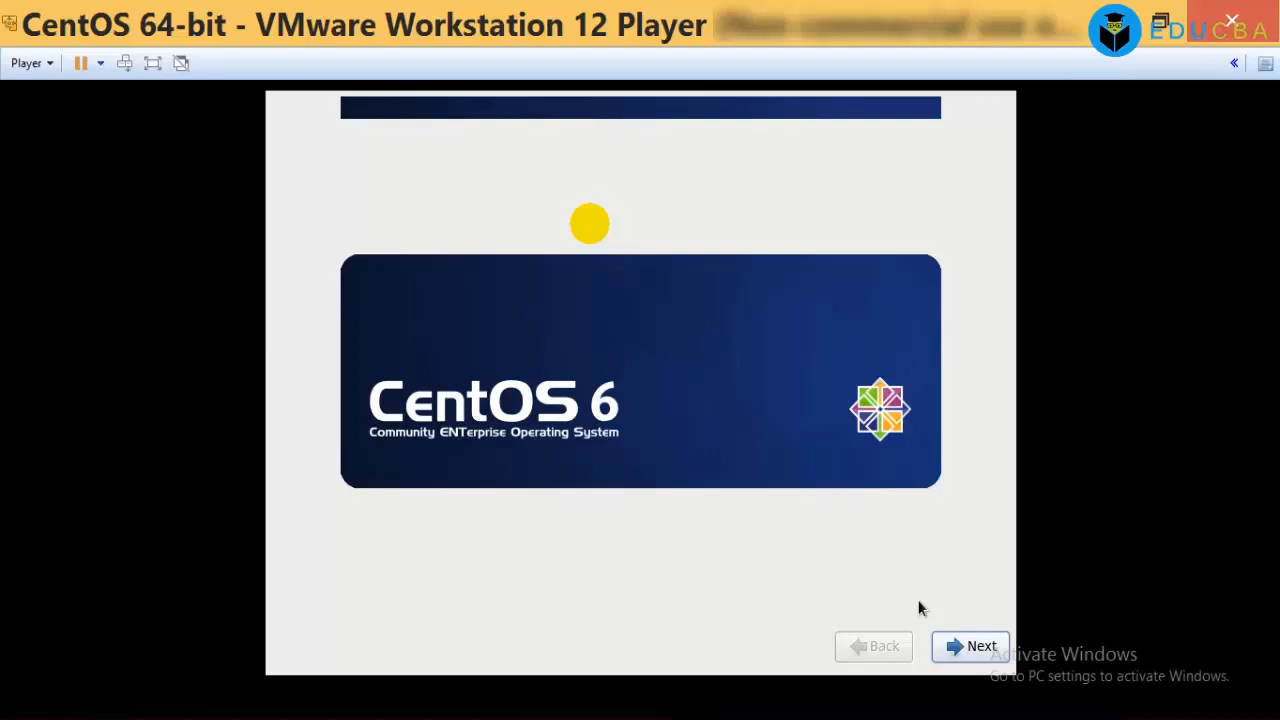 CentOS 64-bit - VMware Workstation 12 Player
EDUCBA
Player
CentOS 6
Community ENTerprise Operating System
Back
Next
Activate Windows
Go to PC settings to activate Windows.